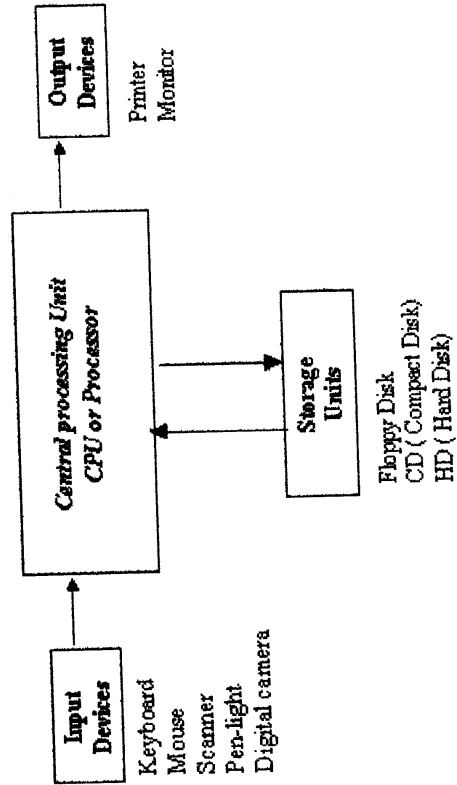 Input
Devices
Keyboard
Mouse
Scanner
Pen-light
Digital camera
Central processing Unit
CPU or Processor
Storage
Units
Floppy Disk
CD ( Compact Disk)
HD ( Hard Disk)
Output
Devices
Printer
Monitor